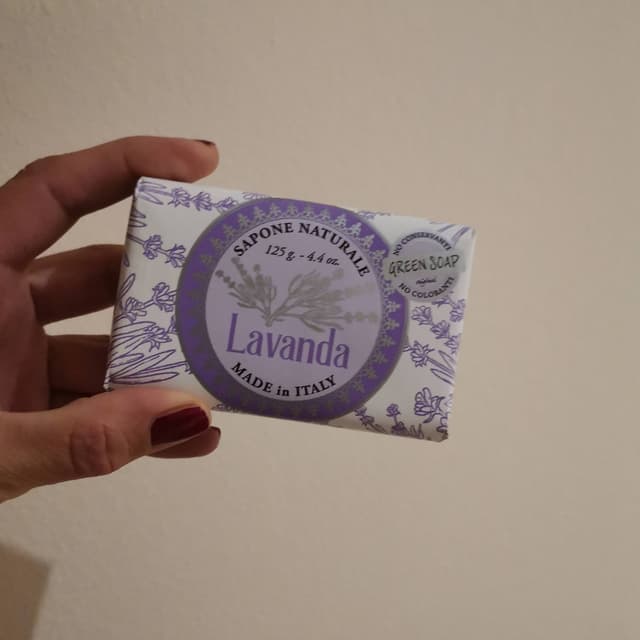 SAPONE NATURALE
125 g. - 4.4 oz.
Lavanda
MADE in ITALY
NO CONSERVANTI
GREEN SOAP
NO COLORANTI